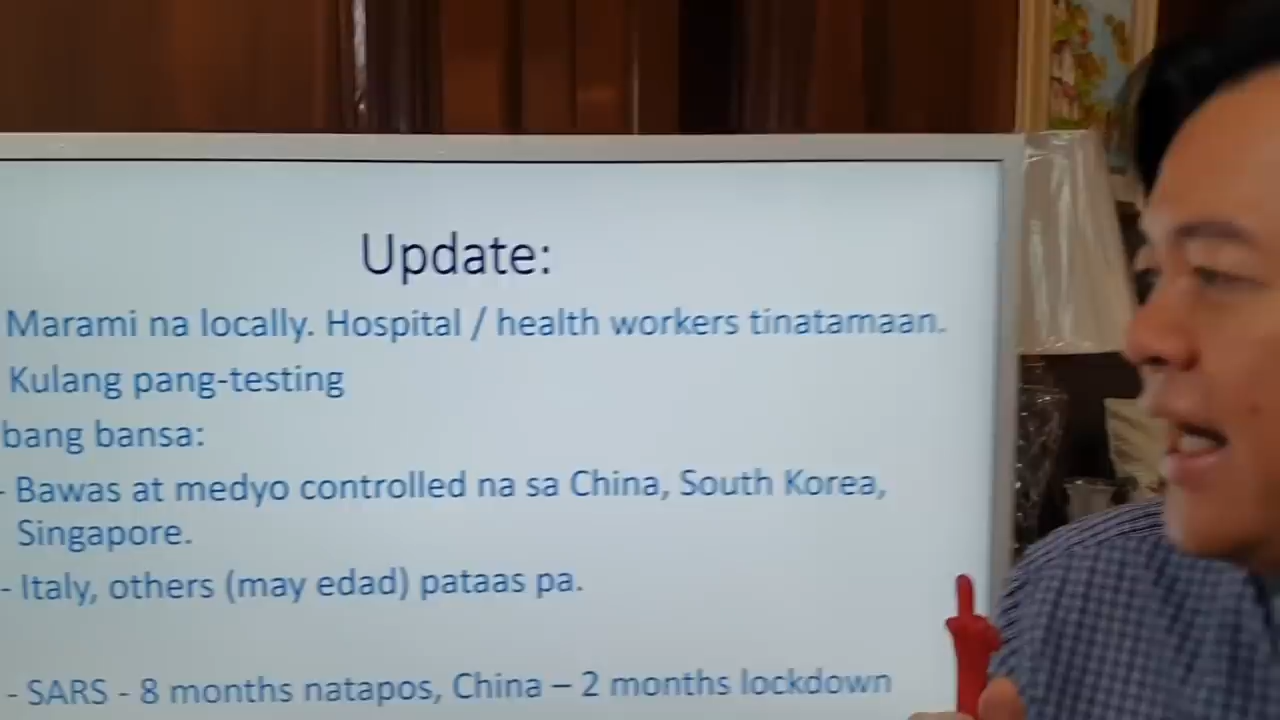 Update:
Marami na locally. Hospital / health workers tinatamaan.
Kulang pang-testing
bang bansa:
- Bawas at medyo controlled na sa China, South Korea,
Singapore.
- Italy, others (may edad) pataas pa.
- SARS - 8 months natapos, China – 2 months lockdown